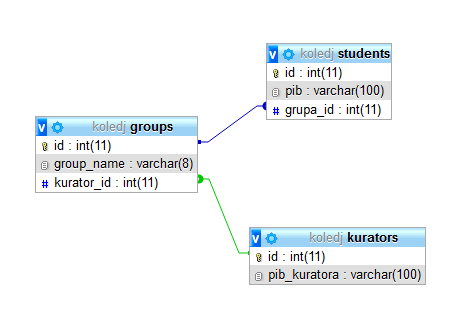 v koledj students
id : int(11)
pib : varchar(100)
# grupa_id : int(11)
v koledj groups
id : int(11)
group_name : varchar(8)
# kurator_id : int(11)
v koledj kurators
id : int(11)
pib_kuratora : varchar(100)